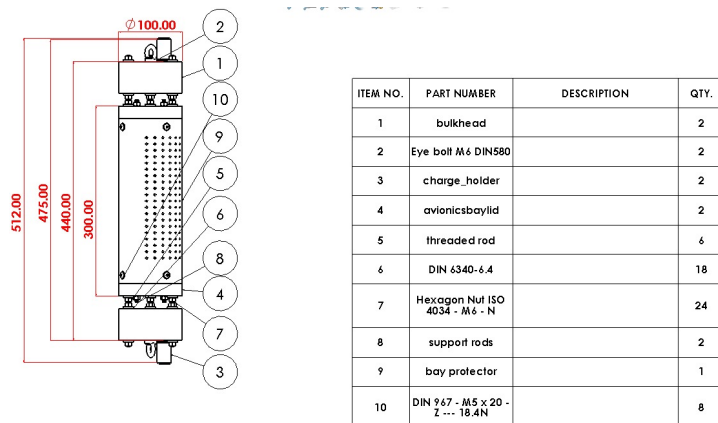 ⌀100.00
2
1
10
9
5
6
8
4
7
3
512.00
475.00
440.00
300.00
ITEM NO. PART NUMBER DESCRIPTION QTY.
1 bulkhead 2
2 Eye bolt M6 DIN580 2
3 charge_holder 2
4 avionicsbaylid 2
5 threaded rod 6
6 DIN 6340-6.4 18
7 Hexagon Nut ISO
4034 - M6 - N 24
8 support rods 2
9 bay protector 1
10 DIN 967 - M5 x 20 -
Z --- 18.4N 8